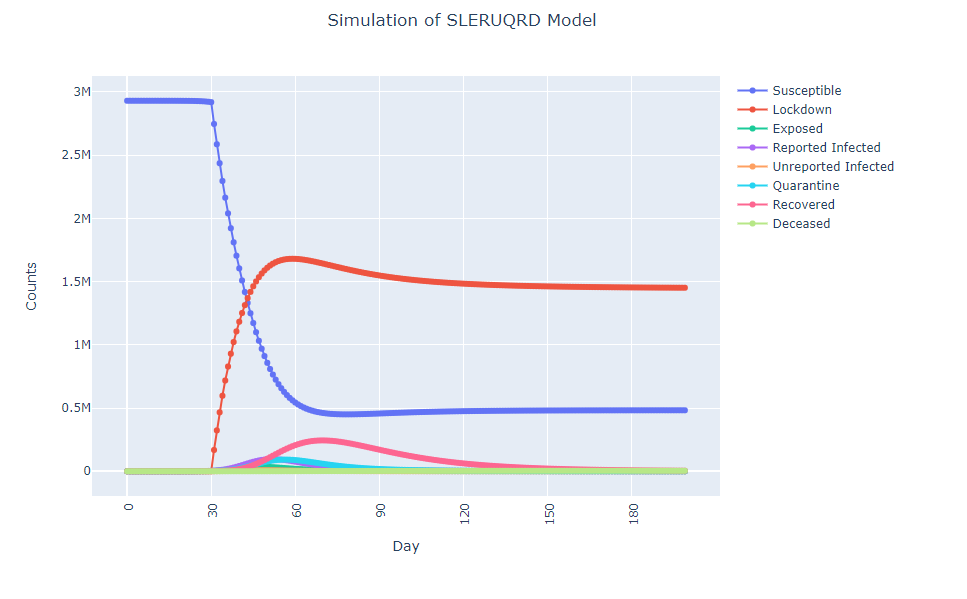 Simulation of SLERUQRD Model
3M
2.5M
2M
1.5M
1M
0.5M
0
Counts
0
30
60
90
120
150
180
Day
Susceptible
Lockdown
Exposed
Reported Infected
Unreported Infected
Quarantine
Recovered
Deceased